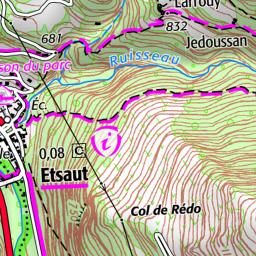 Larrouy
832
681
Jedoussan
Ruisseau
son du parc
Éc.
0,08 C
Etsaut
Col de Rédo